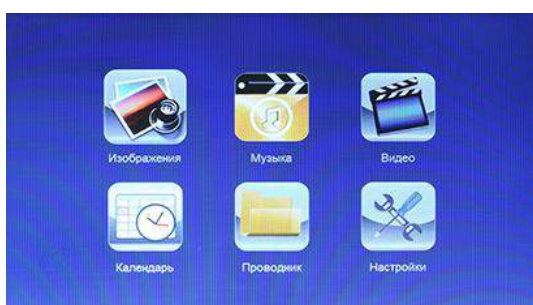 Изображения
Музыка
Видео
Календарь
Проводник
Настройки